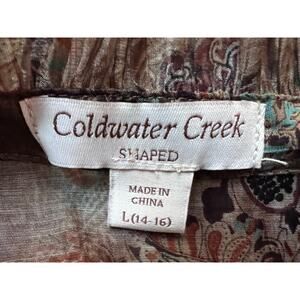 Coldwater Creek
SHAPED
MADE IN
CHINA
L (14-16)